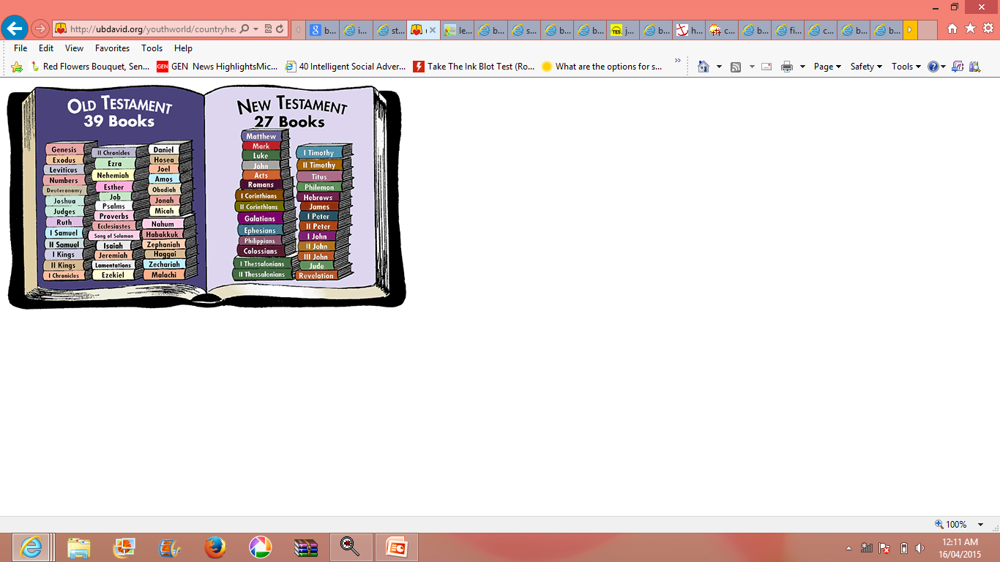 http://ubdavid.org/youthworld/countryhea
b...
i...
st...
le...
b...
s...
b...
b...
j...
b...
h...
c...
b...
fi...
c...
b...
b...
File Edit View Favorites Tools Help
Red Flowers Bouquet, Sen...
GEN News HighlightsMic...
40 Intelligent Social Adver...
Take The Ink Blot Test (Ro...
What are the options for s...
Page Safety Tools
OLD TESTAMENT
39 Books
Genesis
Exodus
Leviticus
Numbers
Deuteronomy
Joshua
Judges
Ruth
I Samuel
II Samuel
I Kings
II Kings
I Chronicles
II Chronicles
Ezra
Nehemiah
Esther
Job
Psalms
Proverbs
Ecclesiastes
Song of Solomon
Isaiah
Jeremiah
Lamentations
Ezekiel
Daniel
Hosea
Joel
Amos
Obadiah
Jonah
Micah
Nahum
Habakkuk
Zephaniah
Haggai
Zechariah
Malachi
NEW TESTAMENT
27 Books
Matthew
Mark
Luke
John
Acts
Romans
I Corinthians
II Corinthians
Galatians
Ephesians
Philippians
Colossians
I Thessalonians
II Thessalonians
I Timothy
II Timothy
Titus
Philemon
Hebrews
James
I Peter
II Peter
I John
II John
III John
Jude
Revelation
100%
12:11 AM
16/04/2015